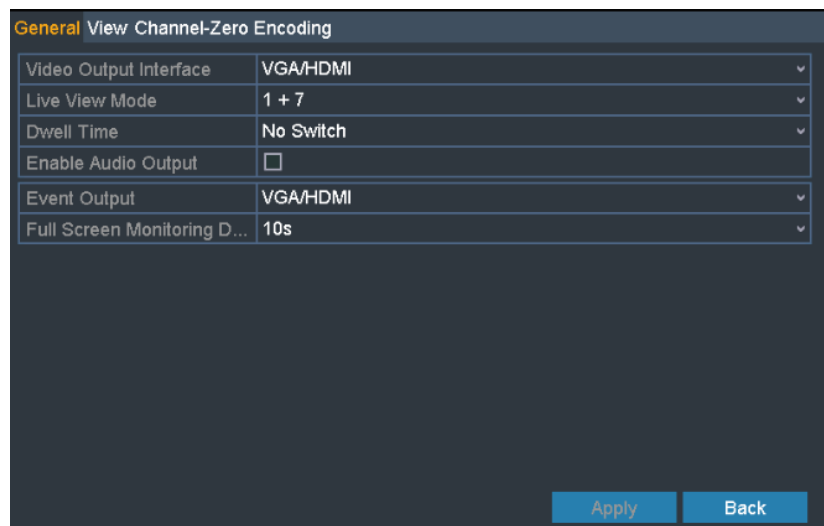 General View Channel-Zero Encoding
Video Output Interface VGA/HDMI
Live View Mode 1 + 7
Dwell Time No Switch
Enable Audio Output
Event Output VGA/HDMI
Full Screen Monitoring D... 10s
Apply Back